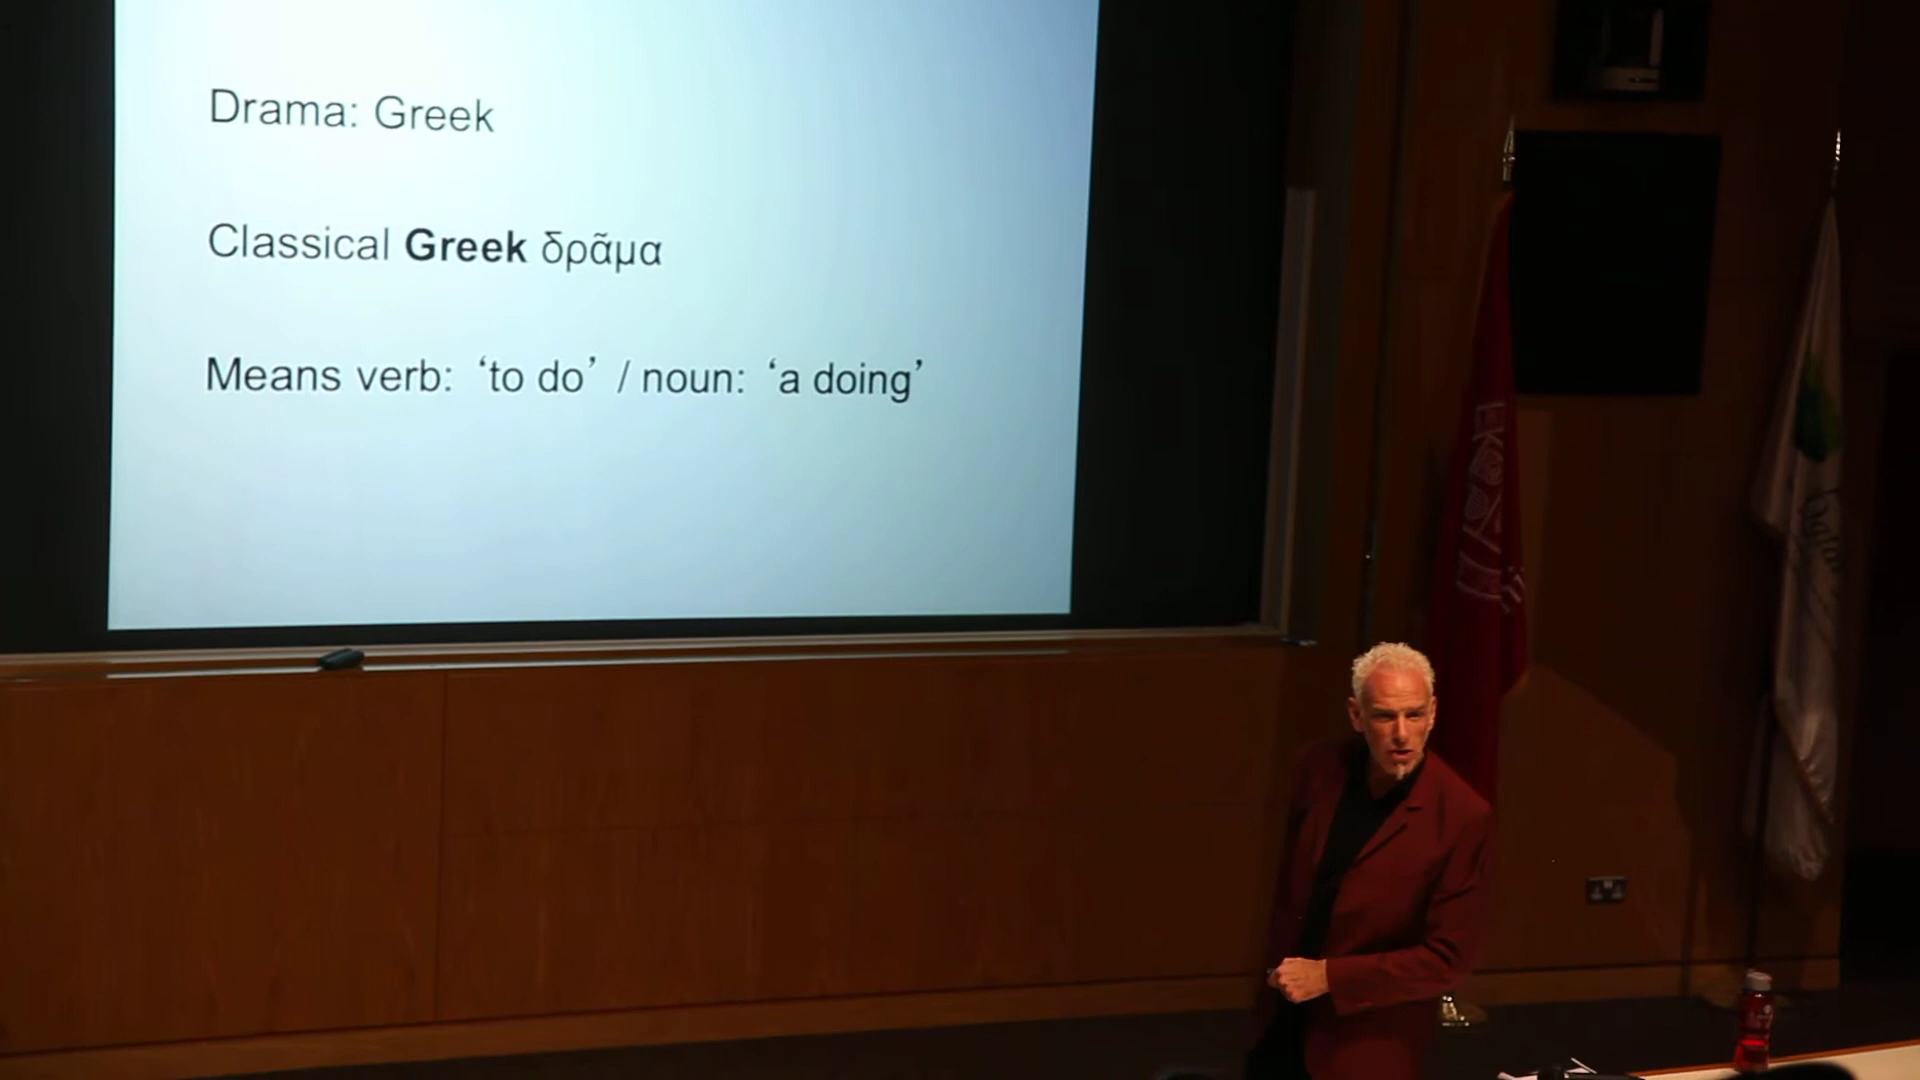 Drama: Greek
Classical Greek δρᾶμα
Means verb: ‘to do’ / noun: ‘a doing’